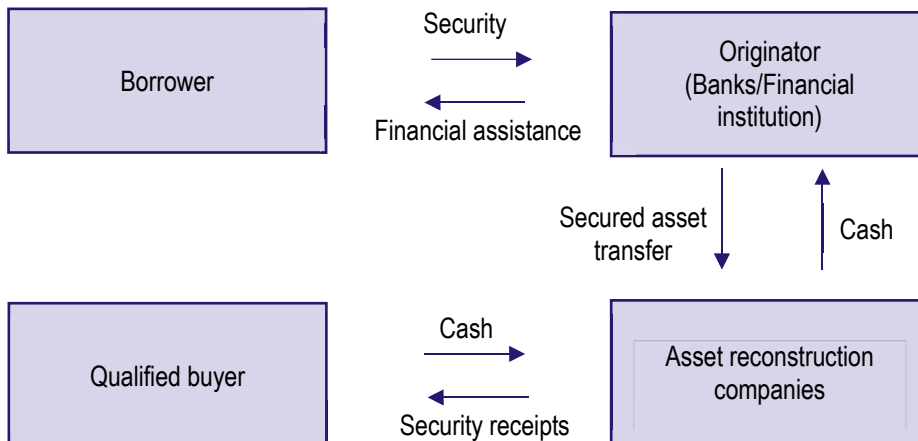 Borrower
Security
Financial assistance
Originator
(Banks/Financial
institution)
Secured asset
transfer
Cash
Qualified buyer
Cash
Security receipts
Asset reconstruction
companies